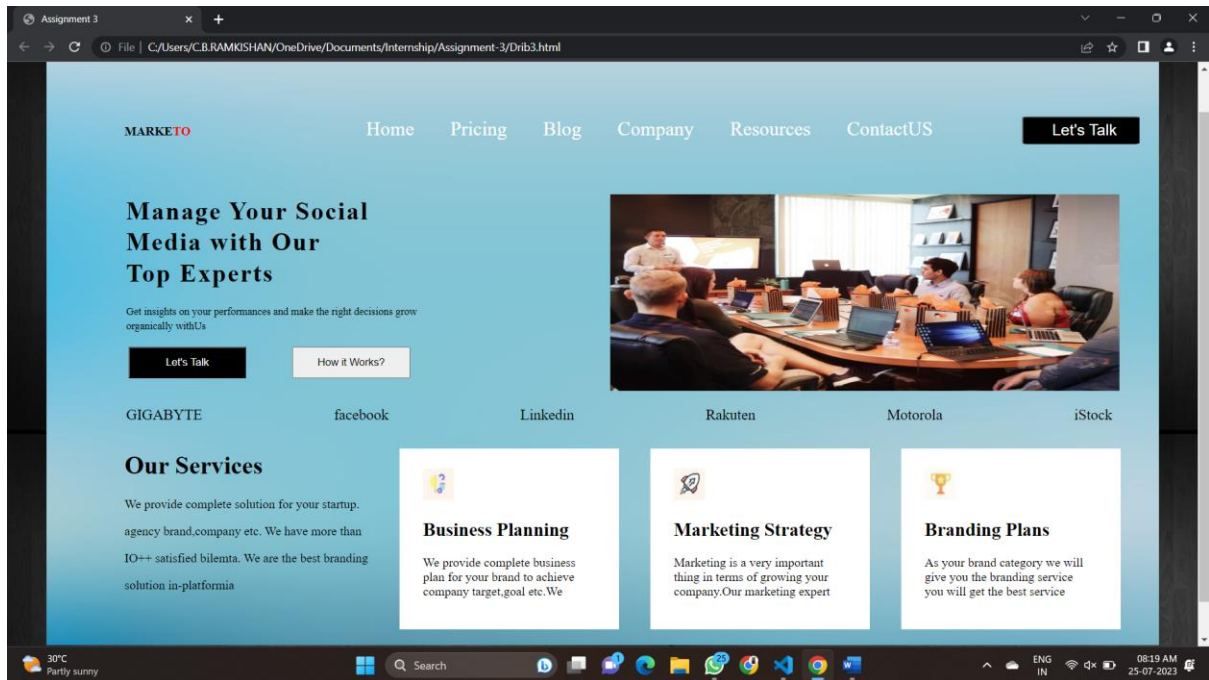 Assignment 3
File | C:/Users/C.B.RAMKISHAN/OneDrive/Documents/Internship/Assignment-3/Drib3.html
MARKETO Home Pricing Blog Company Resources ContactUS Let's Talk
Manage Your Social
Media with Our
Top Experts
Get insights on your performances and make the right decisions grow
organically withUs
Let's Talk How it Works?
GIGABYTE facebook Linkedin Rakuten Motorola iStock
Our Services
We provide complete solution for your startup.
agency brand,company etc. We have more than
IO++ satisfied bilemta. We are the best branding
solution in-platformia
Business Planning
We provide complete business
plan for your brand to achieve
company target,goal etc.We
Marketing Strategy
Marketing is a very important
thing in terms of growing your
company.Our marketing expert
Branding Plans
As your brand category we will
give you the branding service
you will get the best service
30°C
Partly sunny
Search
25
ENG
IN
08:19 AM
25-07-2023